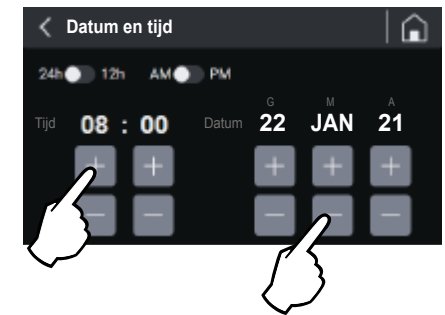 Datum en tijd
24h 12h AM PM
G M A
Tijd 08 : 00 Datum 22 JAN 21
+ + + + +
− − − − −